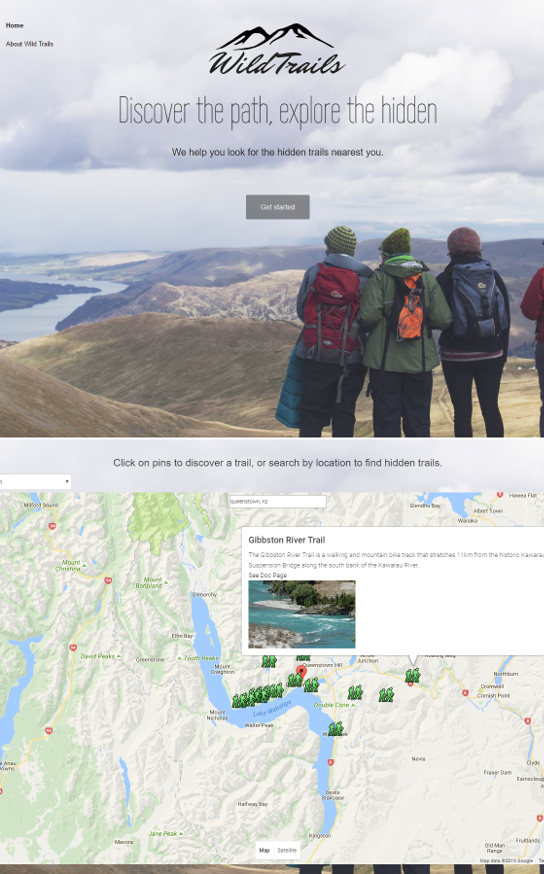 Home
About Wild Trails
Wild Trails
Discover the path, explore the hidden
We help you look for the hidden trails nearest you.
Get started
Click on pins to discover a trail, or search by location to find hidden trails.
Milford Sound
queenstown, nz
Hawea Flat
Glendhu Bay
Albert Town
Wanaka
Gibbston River Trail
The Gibbston River Trail is a walking and mountain bike track that stretches 11km from the historic Kawarau
Suspension Bridge along the south bank of the Kawarau River.
See Doc Page
Mount
Christina
Mount
Bonpland
Glenorchy
Elfin Bay
David Peaks
Greenstone
Tooth Peaks
Mount
Creighton
Queenstown Hill
Junction
Northburn
Cromwell
Cornish Point
Mount
Nicholas
Lake Wakatipu
Walter Peak
Double Cone
Nevis
Te Anau
Downs
Clyde
Fraser Dam
Earnscleugh
Devils
Staircase
Halfway Bay
Jane Peak
Mavora
Kingston
Fruitlands
Old Man
Range
Map
Satellite
Map data ©2016 Google